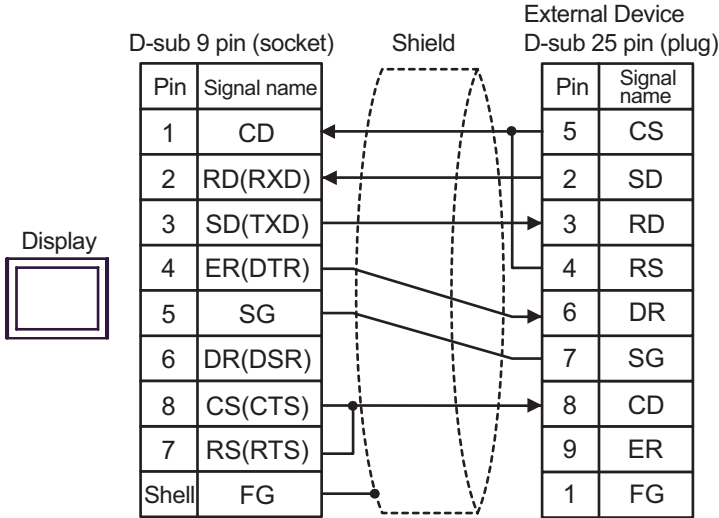 External Device
D-sub 9 pin (socket) Shield D-sub 25 pin (plug)
Pin Signal name Pin Signal name
1 CD 5 CS
2 RD(RXD) 2 SD
3 SD(TXD) 3 RD
Display
4 ER(DTR) 4 RS
5 SG 6 DR
6 DR(DSR) 7 SG
8 CS(CTS) 8 CD
7 RS(RTS) 9 ER
Shell FG 1 FG